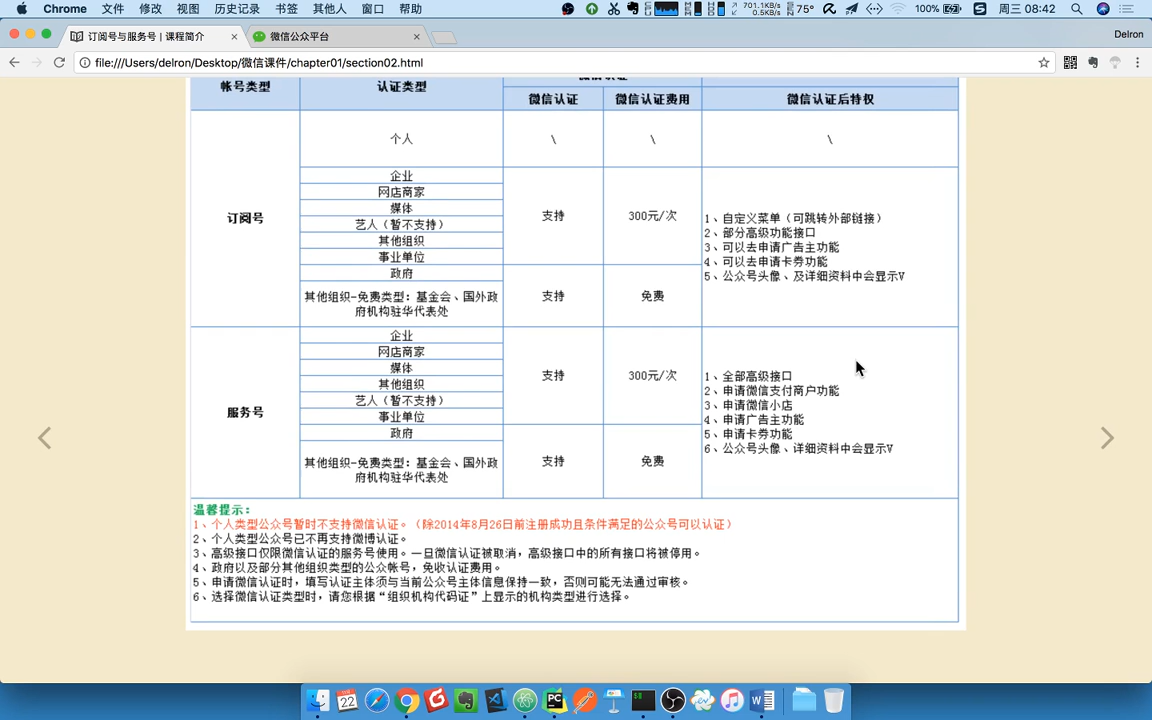 Chrome 文件 修改 视图 历史记录 书签 其他人 窗口 帮助
701.1KB/s
0.5KB/s
75° 100% 周三 08:42
订阅号与服务号 | 课程简介
微信公众平台
Delron
file:///Users/delron/Desktop/微信课件/chapter01/section02.html
帐号类型 认证类型
微信认证 微信认证费用 微信认证后特权
个人 \ \ \
订阅号
企业
网店商家
媒体
艺人（暂不支持）
其他组织
事业单位
支持 300元/次
政府
其他组织-免费类型：基金会、国外政
府机构驻华代表处
支持 免费
1、自定义菜单（可跳转外部链接）
2、部分高级功能接口
3、可以去申请广告主功能
4、可以去申请卡券功能
5、公众号头像、及详细资料中会显示V
服务号
企业
网店商家
媒体
其他组织
艺人（暂不支持）
事业单位
支持 300元/次
政府
其他组织-免费类型：基金会、国外政
府机构驻华代表处
支持 免费
1、全部高级接口
2、申请微信支付商户功能
3、申请微信小店
4、申请广告主功能
5、申请卡券功能
6、公众号头像、详细资料中会显示V
温馨提示：
1、个人类型公众号暂时不支持微信认证。（除2014年8月26日前注册成功且条件满足的公众号可以认证）
2、个人类型公众号已不再支持微博认证。
3、高级接口仅限微信认证的服务号使用。一旦微信认证被取消，高级接口中的所有接口将被停用。
4、政府以及部分其他组织类型的公众帐号，免收认证费用。
5、申请微信认证时，填写认证主体须与当前公众号主体信息保持一致，否则可能无法通过审核。
6、选择微信认证类型时，请您根据“组织机构代码证”上显示的机构类型进行选择。
22
PC